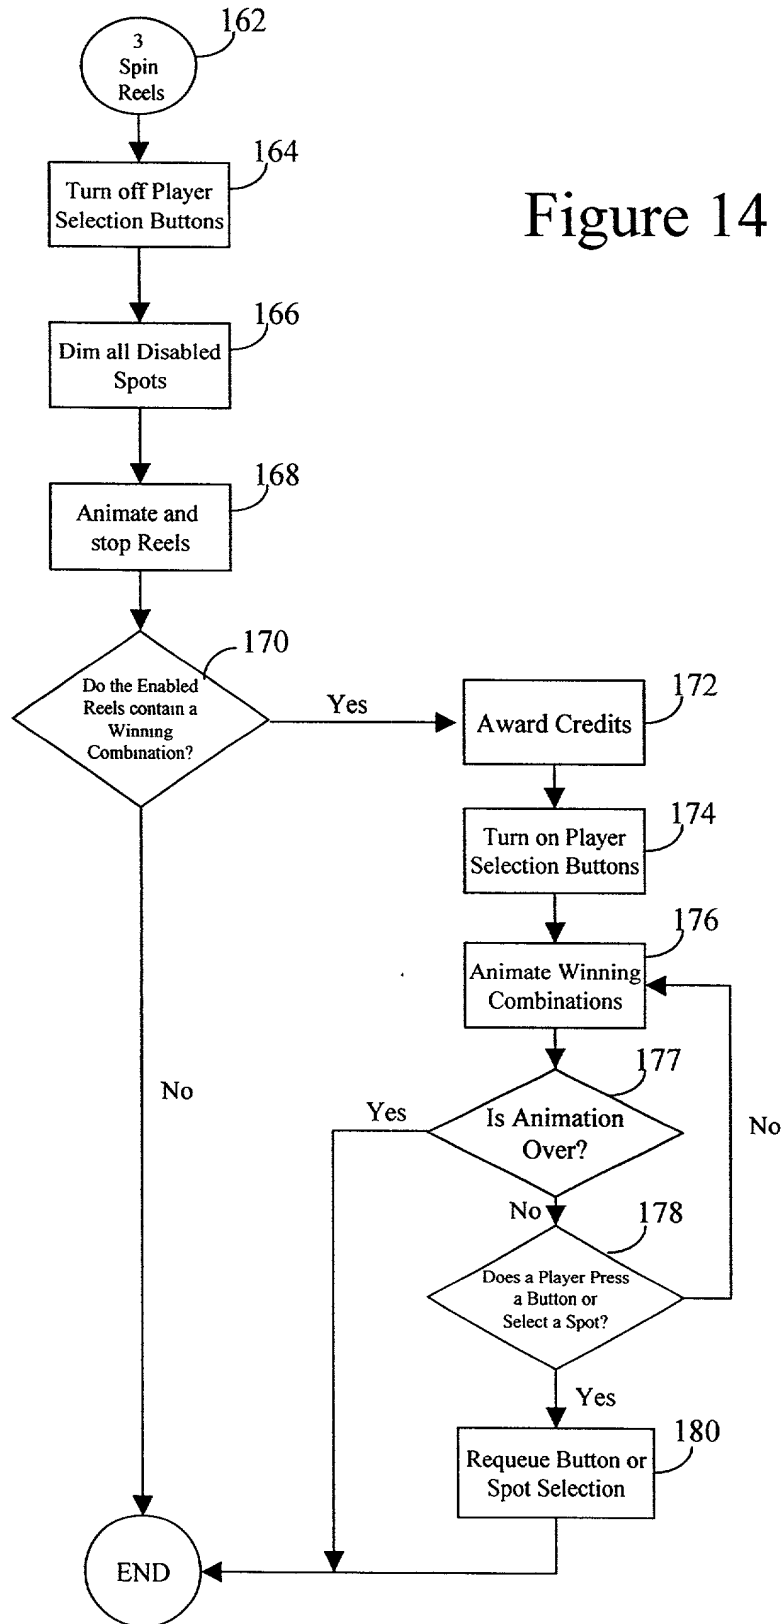 3
Spin
Reels
162
Turn off Player
Selection Buttons
164
Figure 14
Dim all Disabled
Spots
166
Animate and
stop Reels
168
Do the Enabled
Reels contain a
Winning
Combination?
170
Yes
Award Credits
172
Turn on Player
Selection Buttons
174
Animate Winning
Combinations
176
No
Is Animation
Over?
177
Yes
No
No
Does a Player Press
a Button or
Select a Spot?
178
Yes
Requeue Button or
Spot Selection
180
END